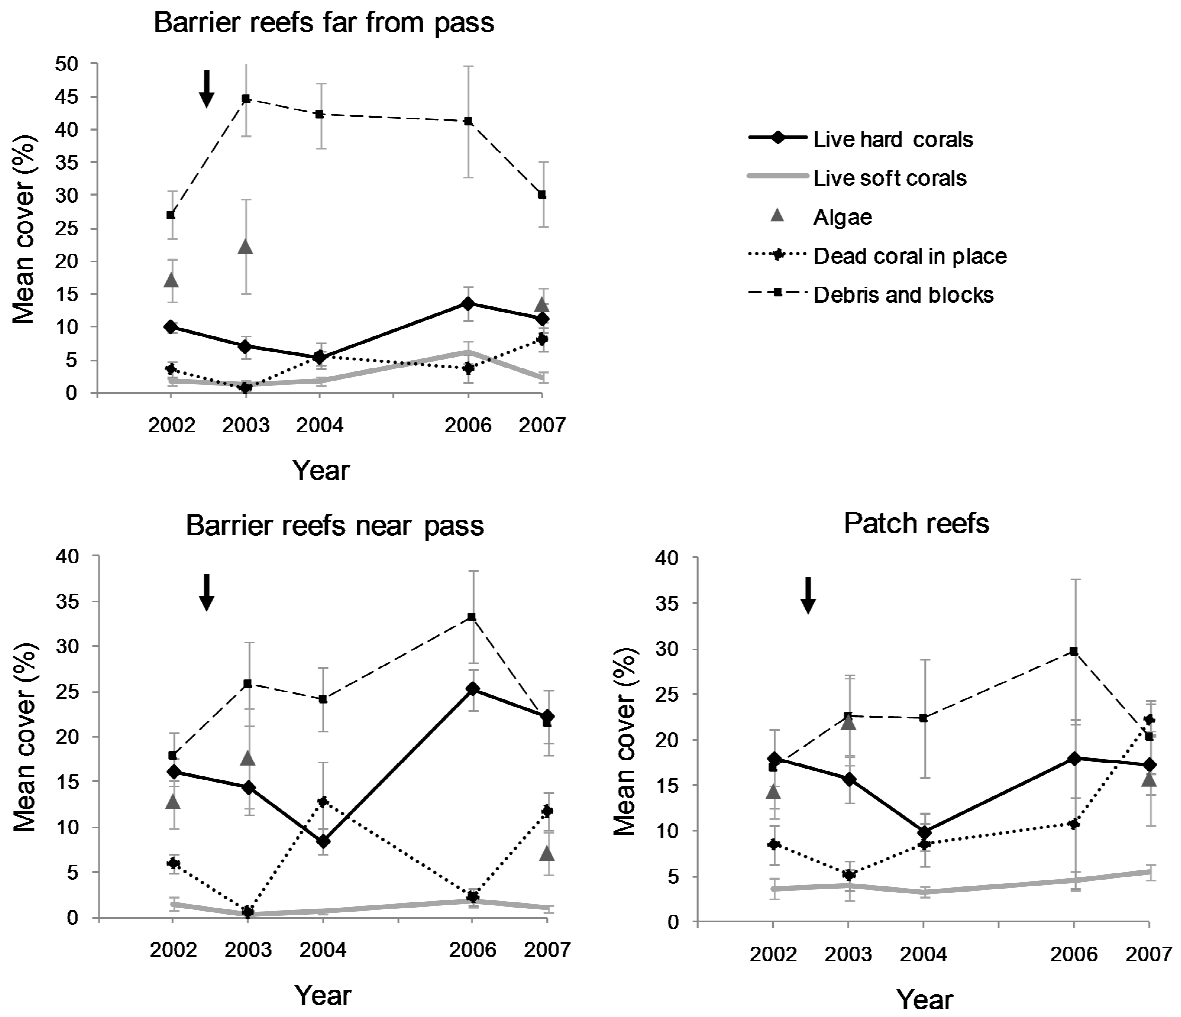 Barrier reefs far from pass
50
45
40
35
30
25
20
15
10
5
0
Mean cover (%)
2002 2003 2004 2006 2007
Year
Live hard corals
Live soft corals
Algae
Dead coral in place
Debris and blocks
Barrier reefs near pass
40
35
30
25
20
15
10
5
0
Mean cover (%)
2002 2003 2004 2006 2007
Year
Patch reefs
40
35
30
25
20
15
10
5
0
Mean cover (%)
2002 2003 2004 2006 2007
Year